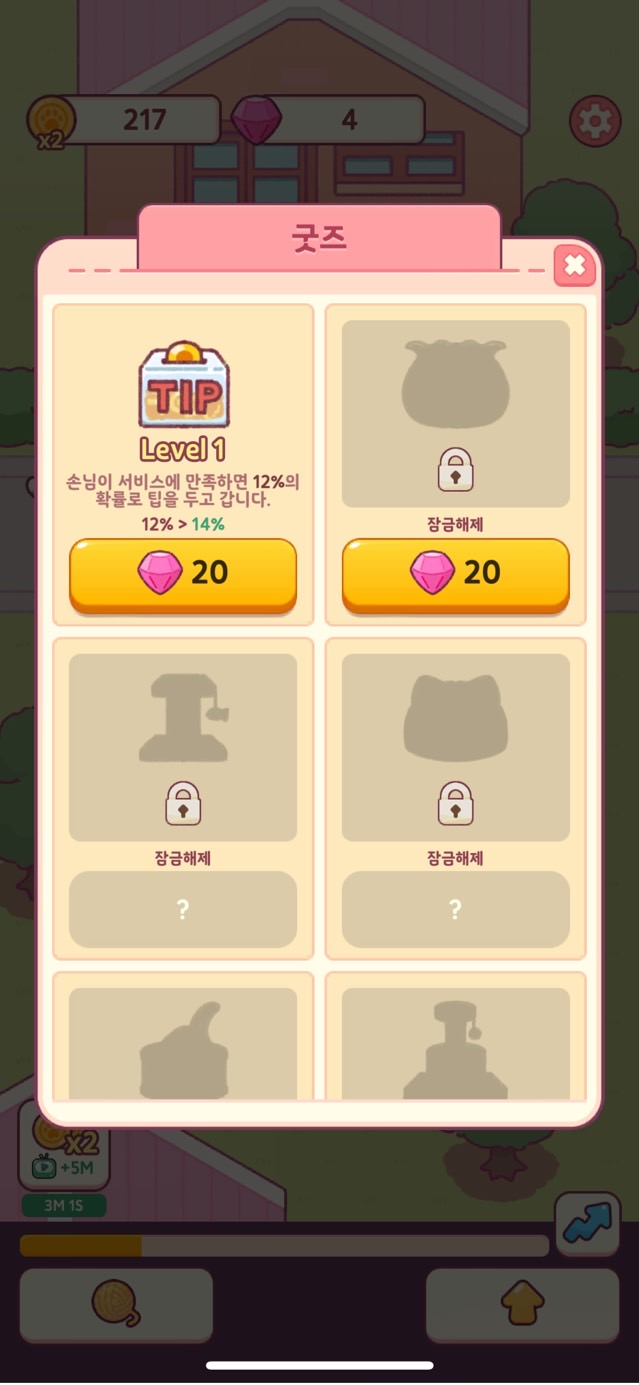 217
4
x2
굿즈
TIP
Level 1
손님이 서비스에 만족하면 12%의
확률로 팁을 두고 갑니다.
12% > 14%
20
잠금해제
20
잠금해제
?
잠금해제
?
x2
+5M
3M 1S